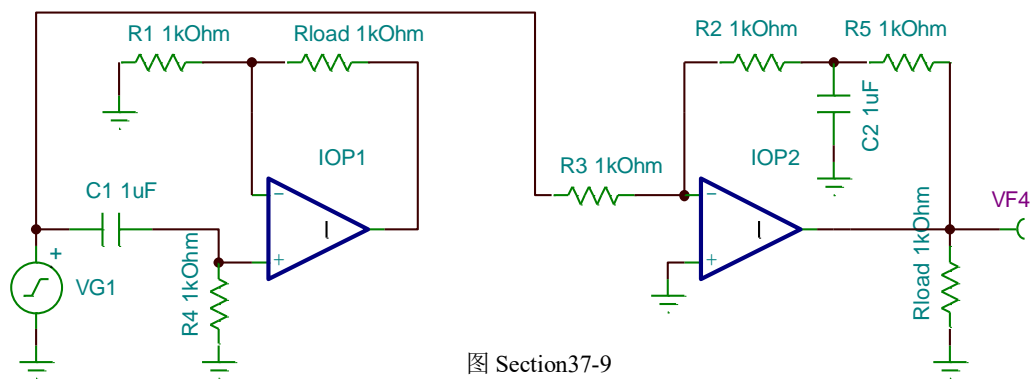 R1 1kOhm
Rload 1kOhm
R2 1kOhm
R5 1kOhm
C2 1uF
IOP1
IOP2
R3 1kOhm
C1 1uF
VF4
Rload 1kOhm
+
VG1
R4 1kOhm
图 Section37-9